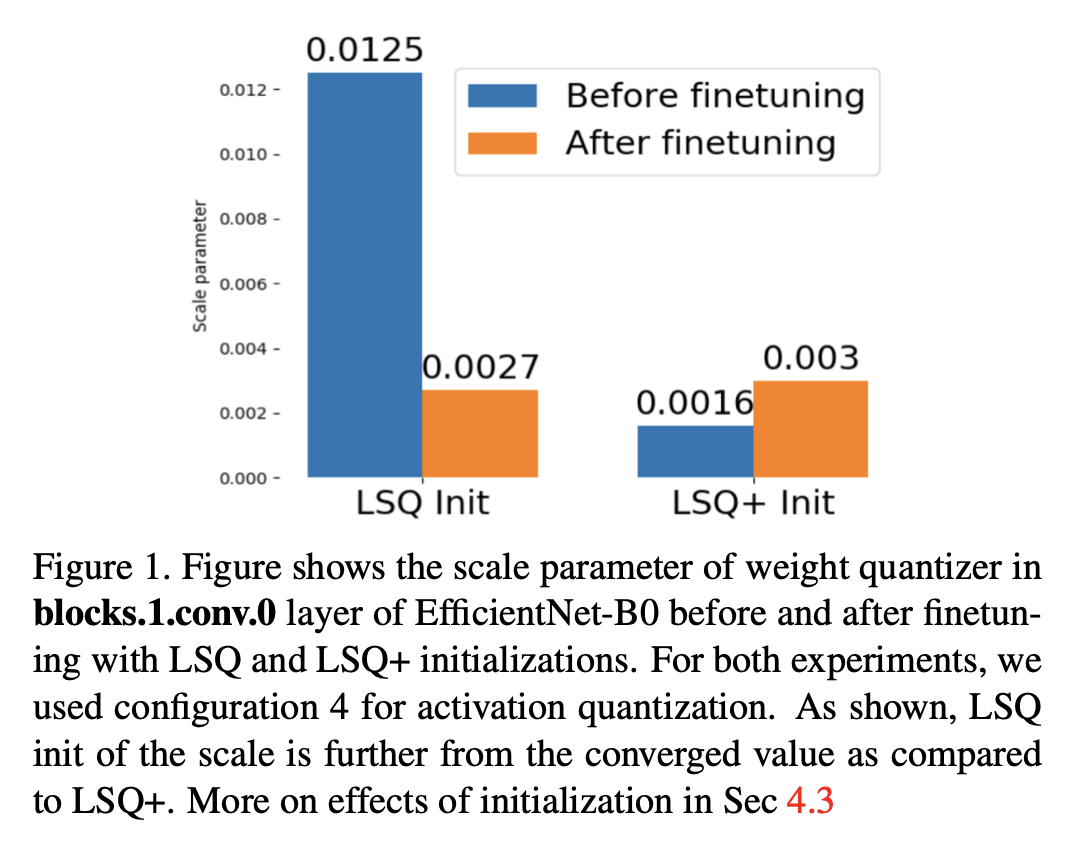 0.0125
0.012
Before finetuning
After finetuning
0.010
0.008
Scale parameter
0.006
0.004
0.0027
0.003
0.002
0.0016
0.000
LSQ Init
LSQ+ Init
Figure 1. Figure shows the scale parameter of weight quantizer in
blocks.1.conv.0 layer of EfficientNet-B0 before and after finetun-
ing with LSQ and LSQ+ initializations. For both experiments, we
used configuration 4 for activation quantization. As shown, LSQ
init of the scale is further from the converged value as compared
to LSQ+. More on effects of initialization in Sec 4.3